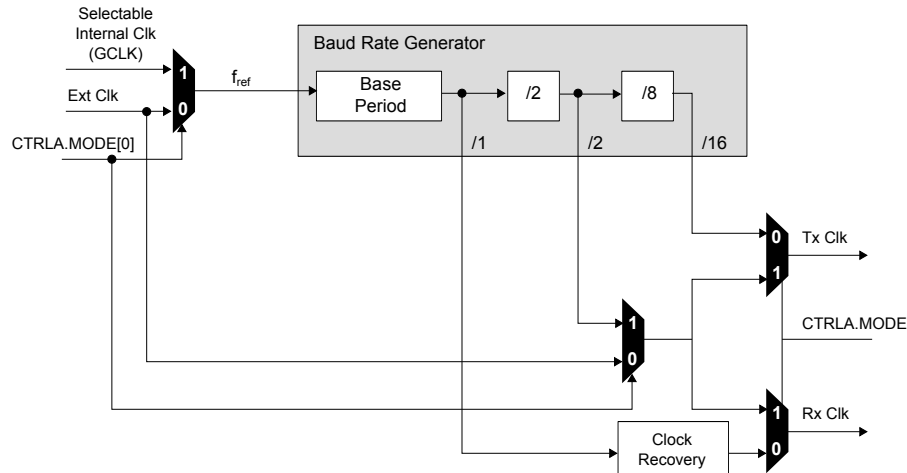 Selectable
Internal Clk
(GCLK)
Baud Rate Generator
1
f_ref
Base
Period
/2
/8
Ext Clk
0
CTRLA.MODE[0]
/1
/2
/16
0
Tx Clk
1
1
CTRLA.MODE
0
1
Rx Clk
Clock
Recovery
0